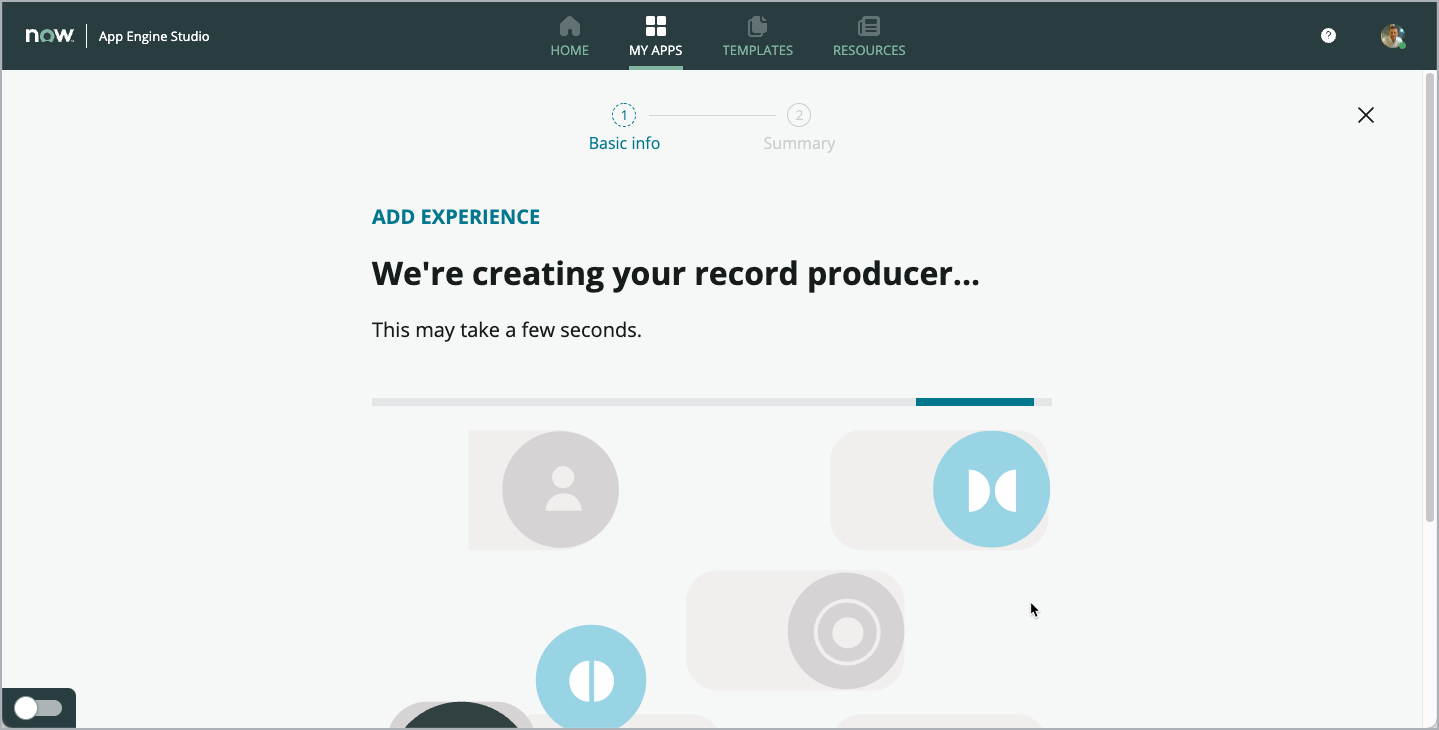 now.
App Engine Studio
HOME
MY APPS
TEMPLATES
RESOURCES
?
1
2
Basic info
Summary
ADD EXPERIENCE
We're creating your record producer...
This may take a few seconds.